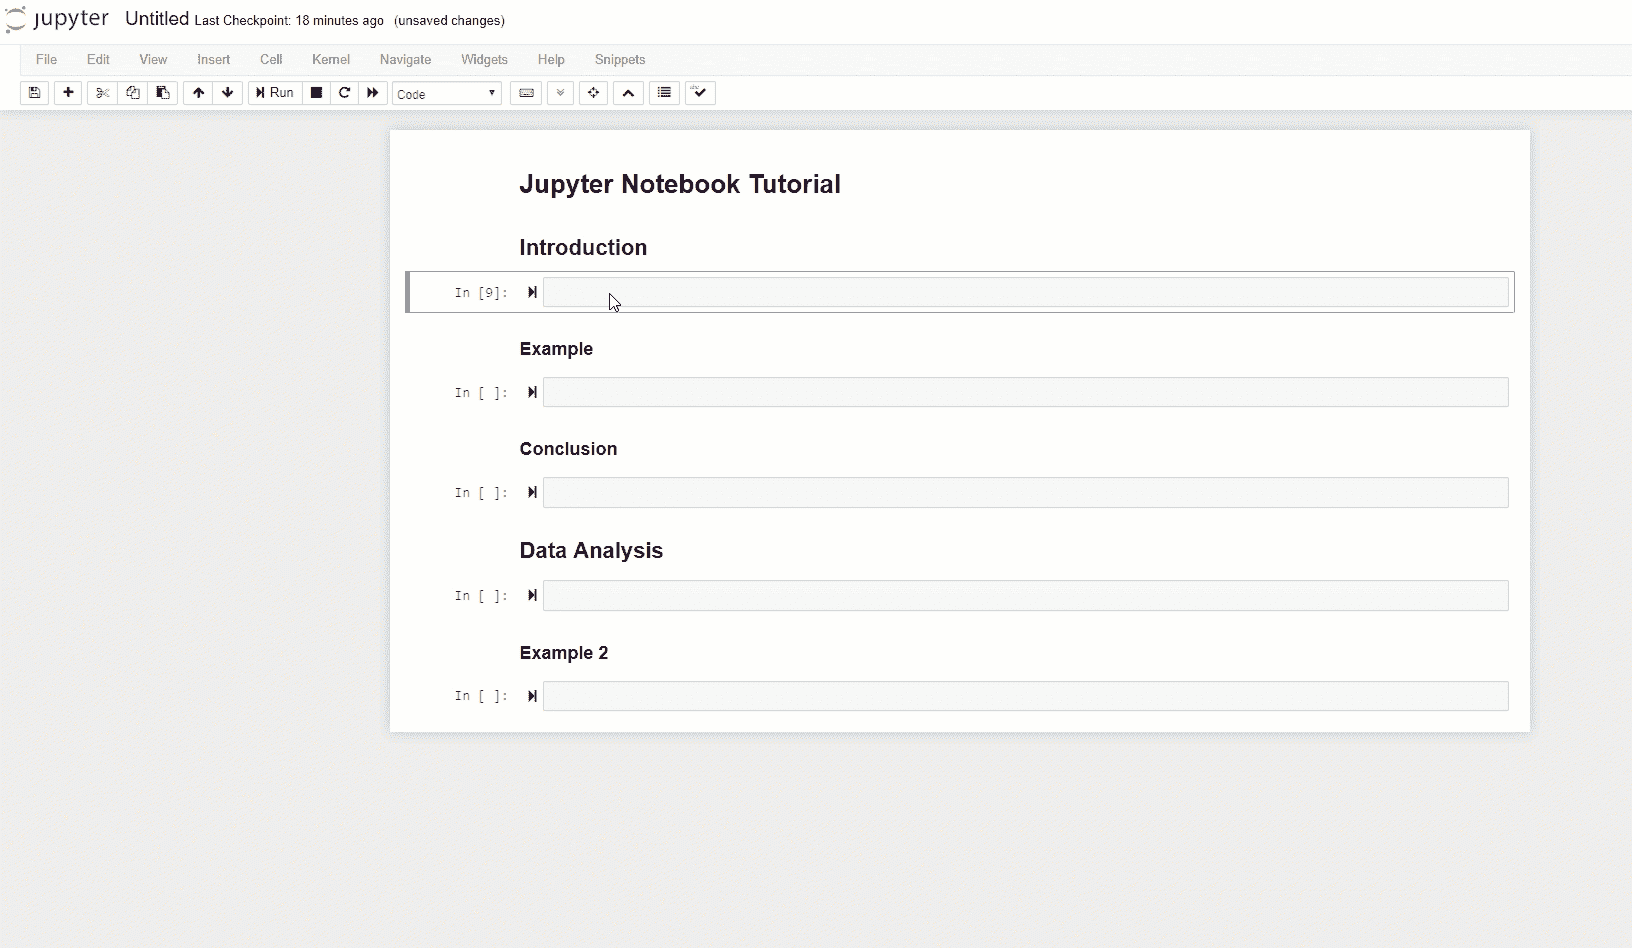 jupyter Untitled Last Checkpoint: 18 minutes ago (unsaved changes)
File Edit View Insert Cell Kernel Navigate Widgets Help Snippets
Run Code abc
Jupyter Notebook Tutorial
Introduction
In [9]:
Example
In [ ]:
Conclusion
In [ ]:
Data Analysis
In [ ]:
Example 2
In [ ]: